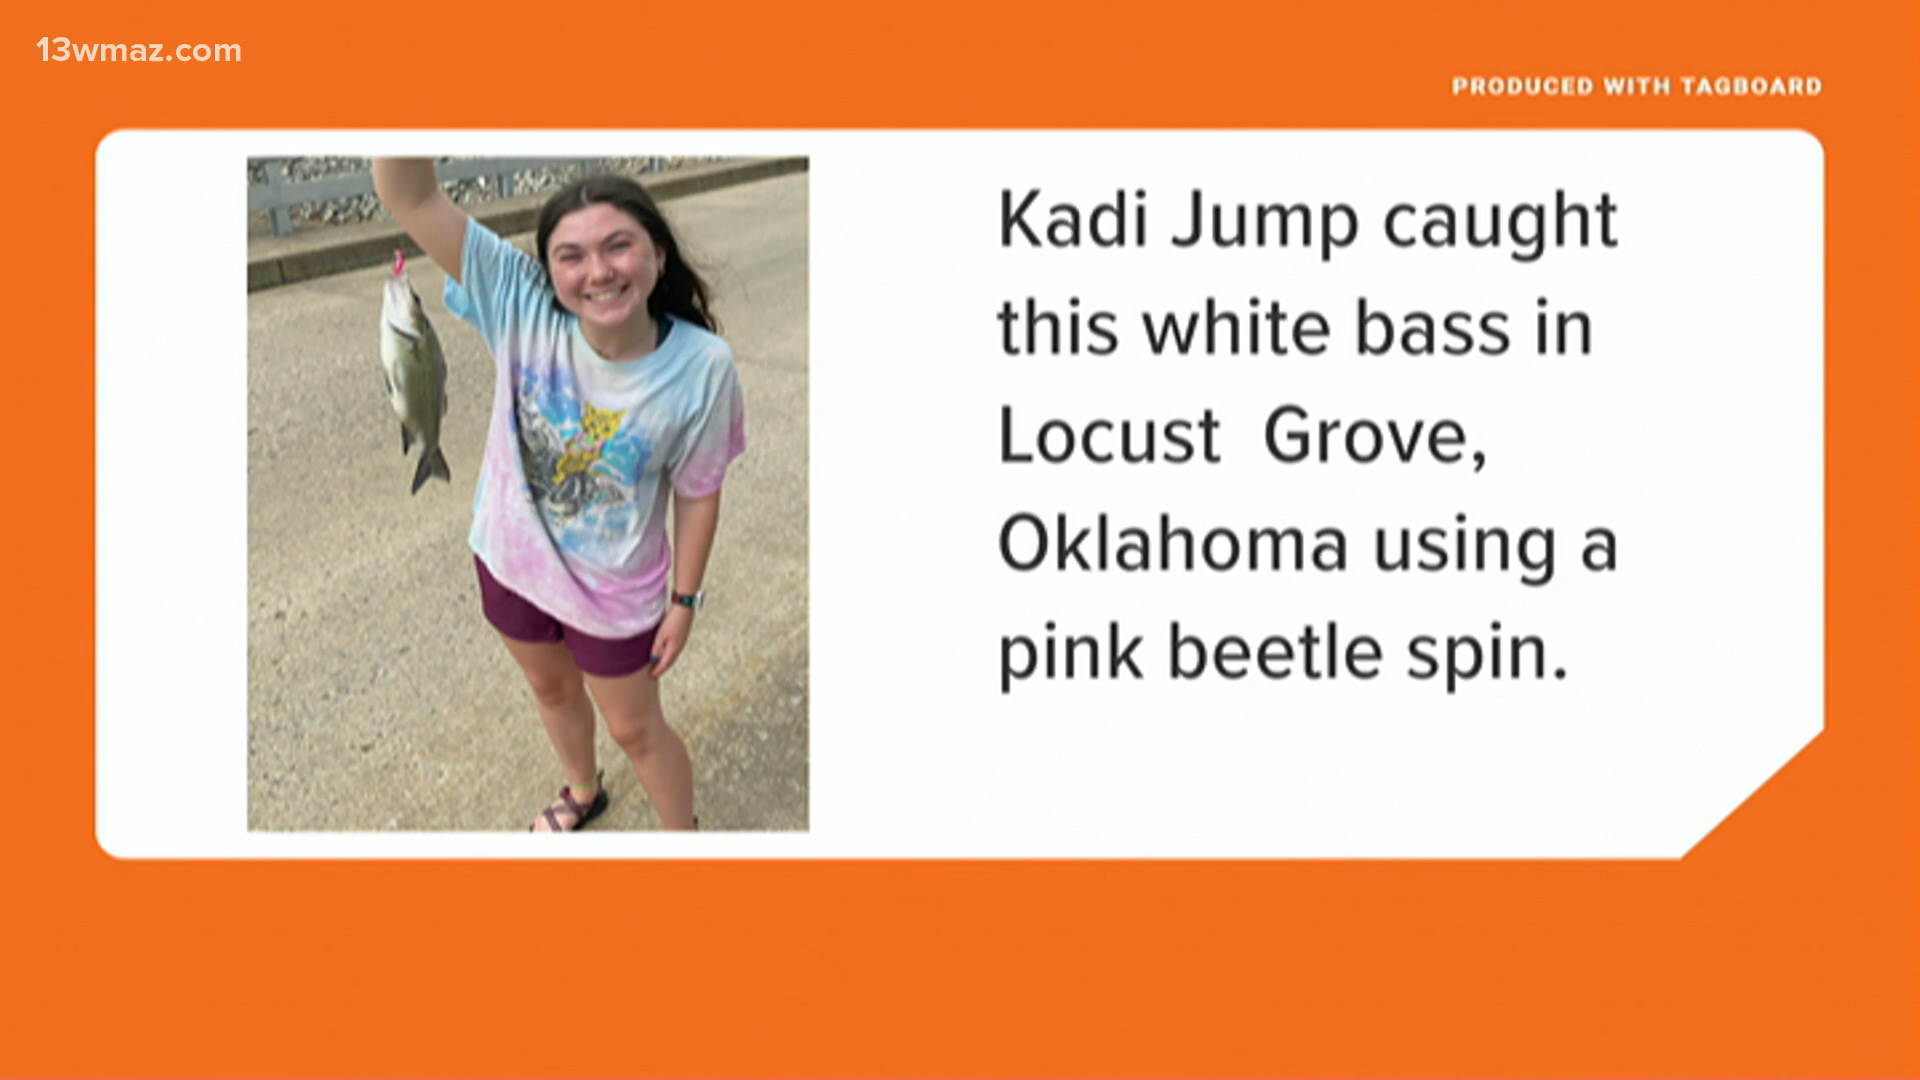 13wmaz.com
PRODUCED WITH TAGBOARD
Kadi Jump caught
this white bass in
Locust  Grove,
Oklahoma using a
pink beetle spin.